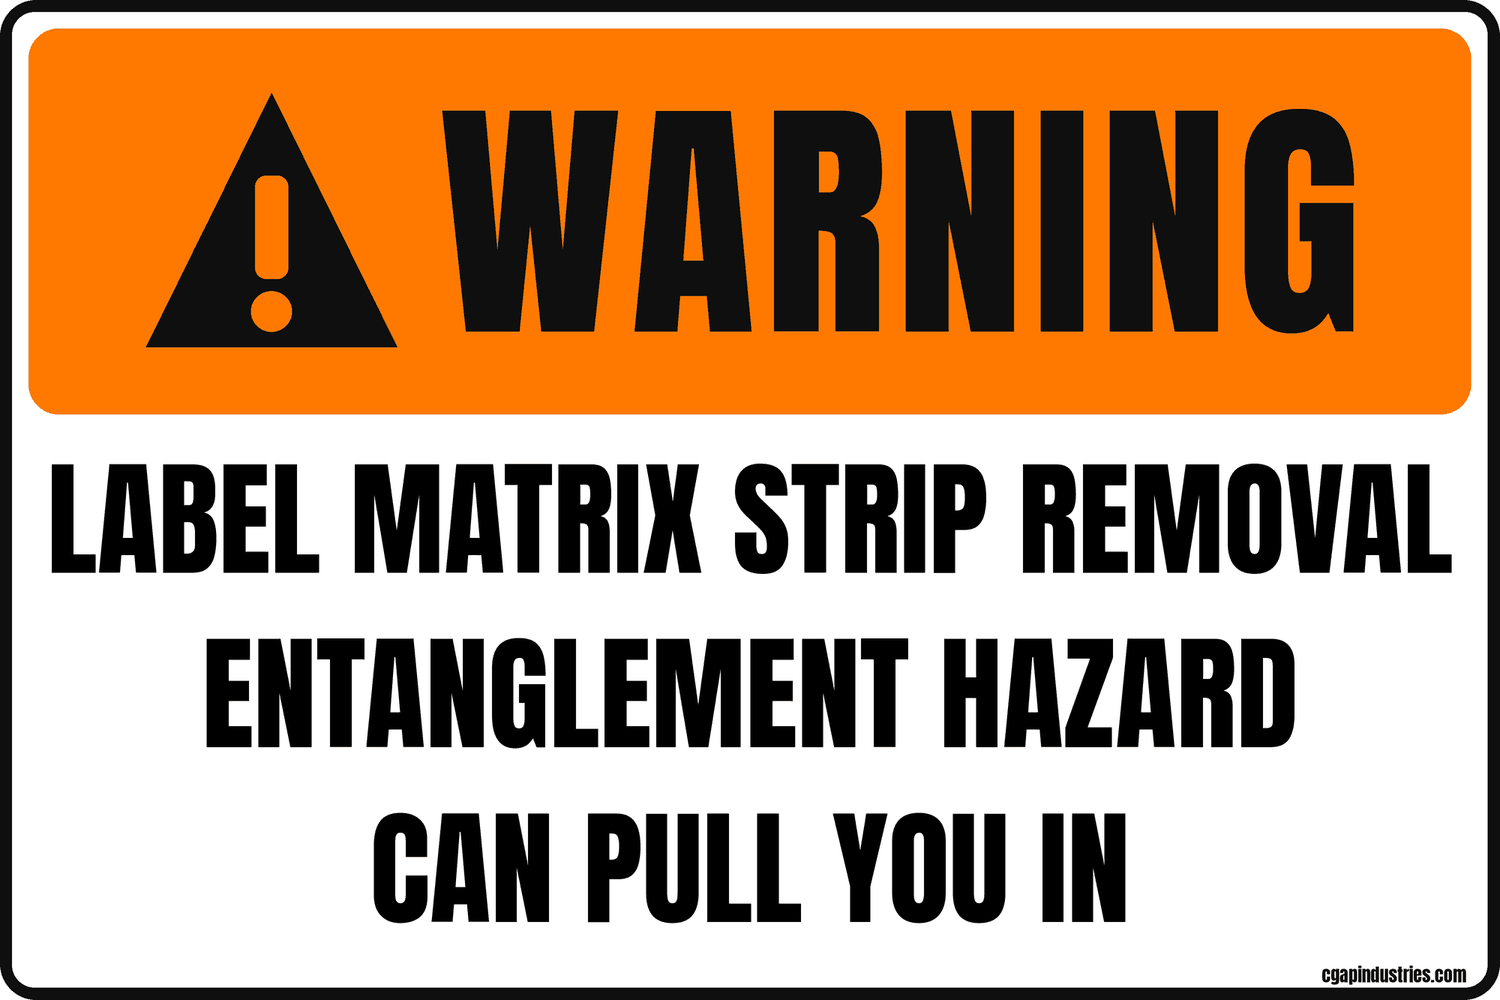 WARNING
LABEL MATRIX STRIP REMOVAL
ENTANGLEMENT HAZARD
CAN PULL YOU IN
cgapindustries.com